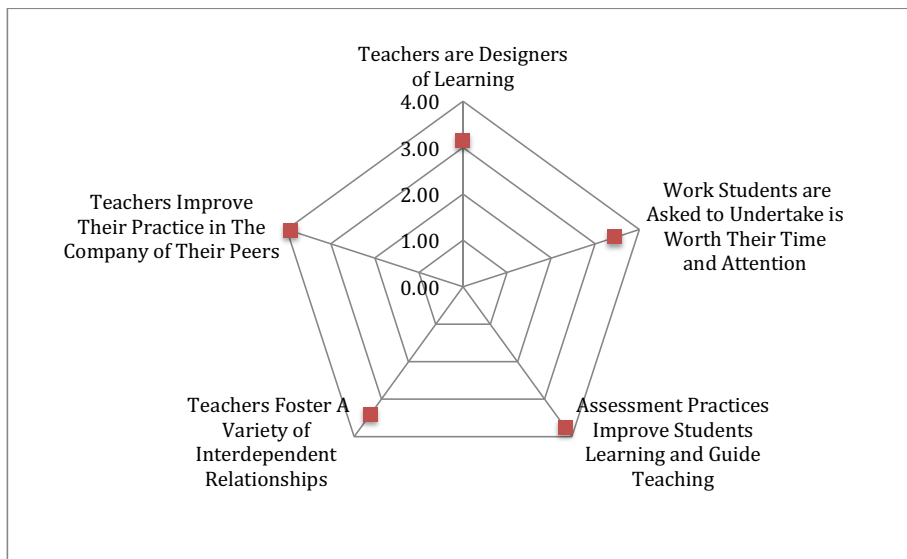 Teachers are Designers
of Learning
4.00
3.00
2.00
1.00
0.00
Work Students are
Asked to Undertake is
Worth Their Time
and Attention
Assessment Practices
Improve Students
Learning and Guide
Teaching
Teachers Foster A
Variety of
Interdependent
Relationships
Teachers Improve
Their Practice in The
Company of Their Peers